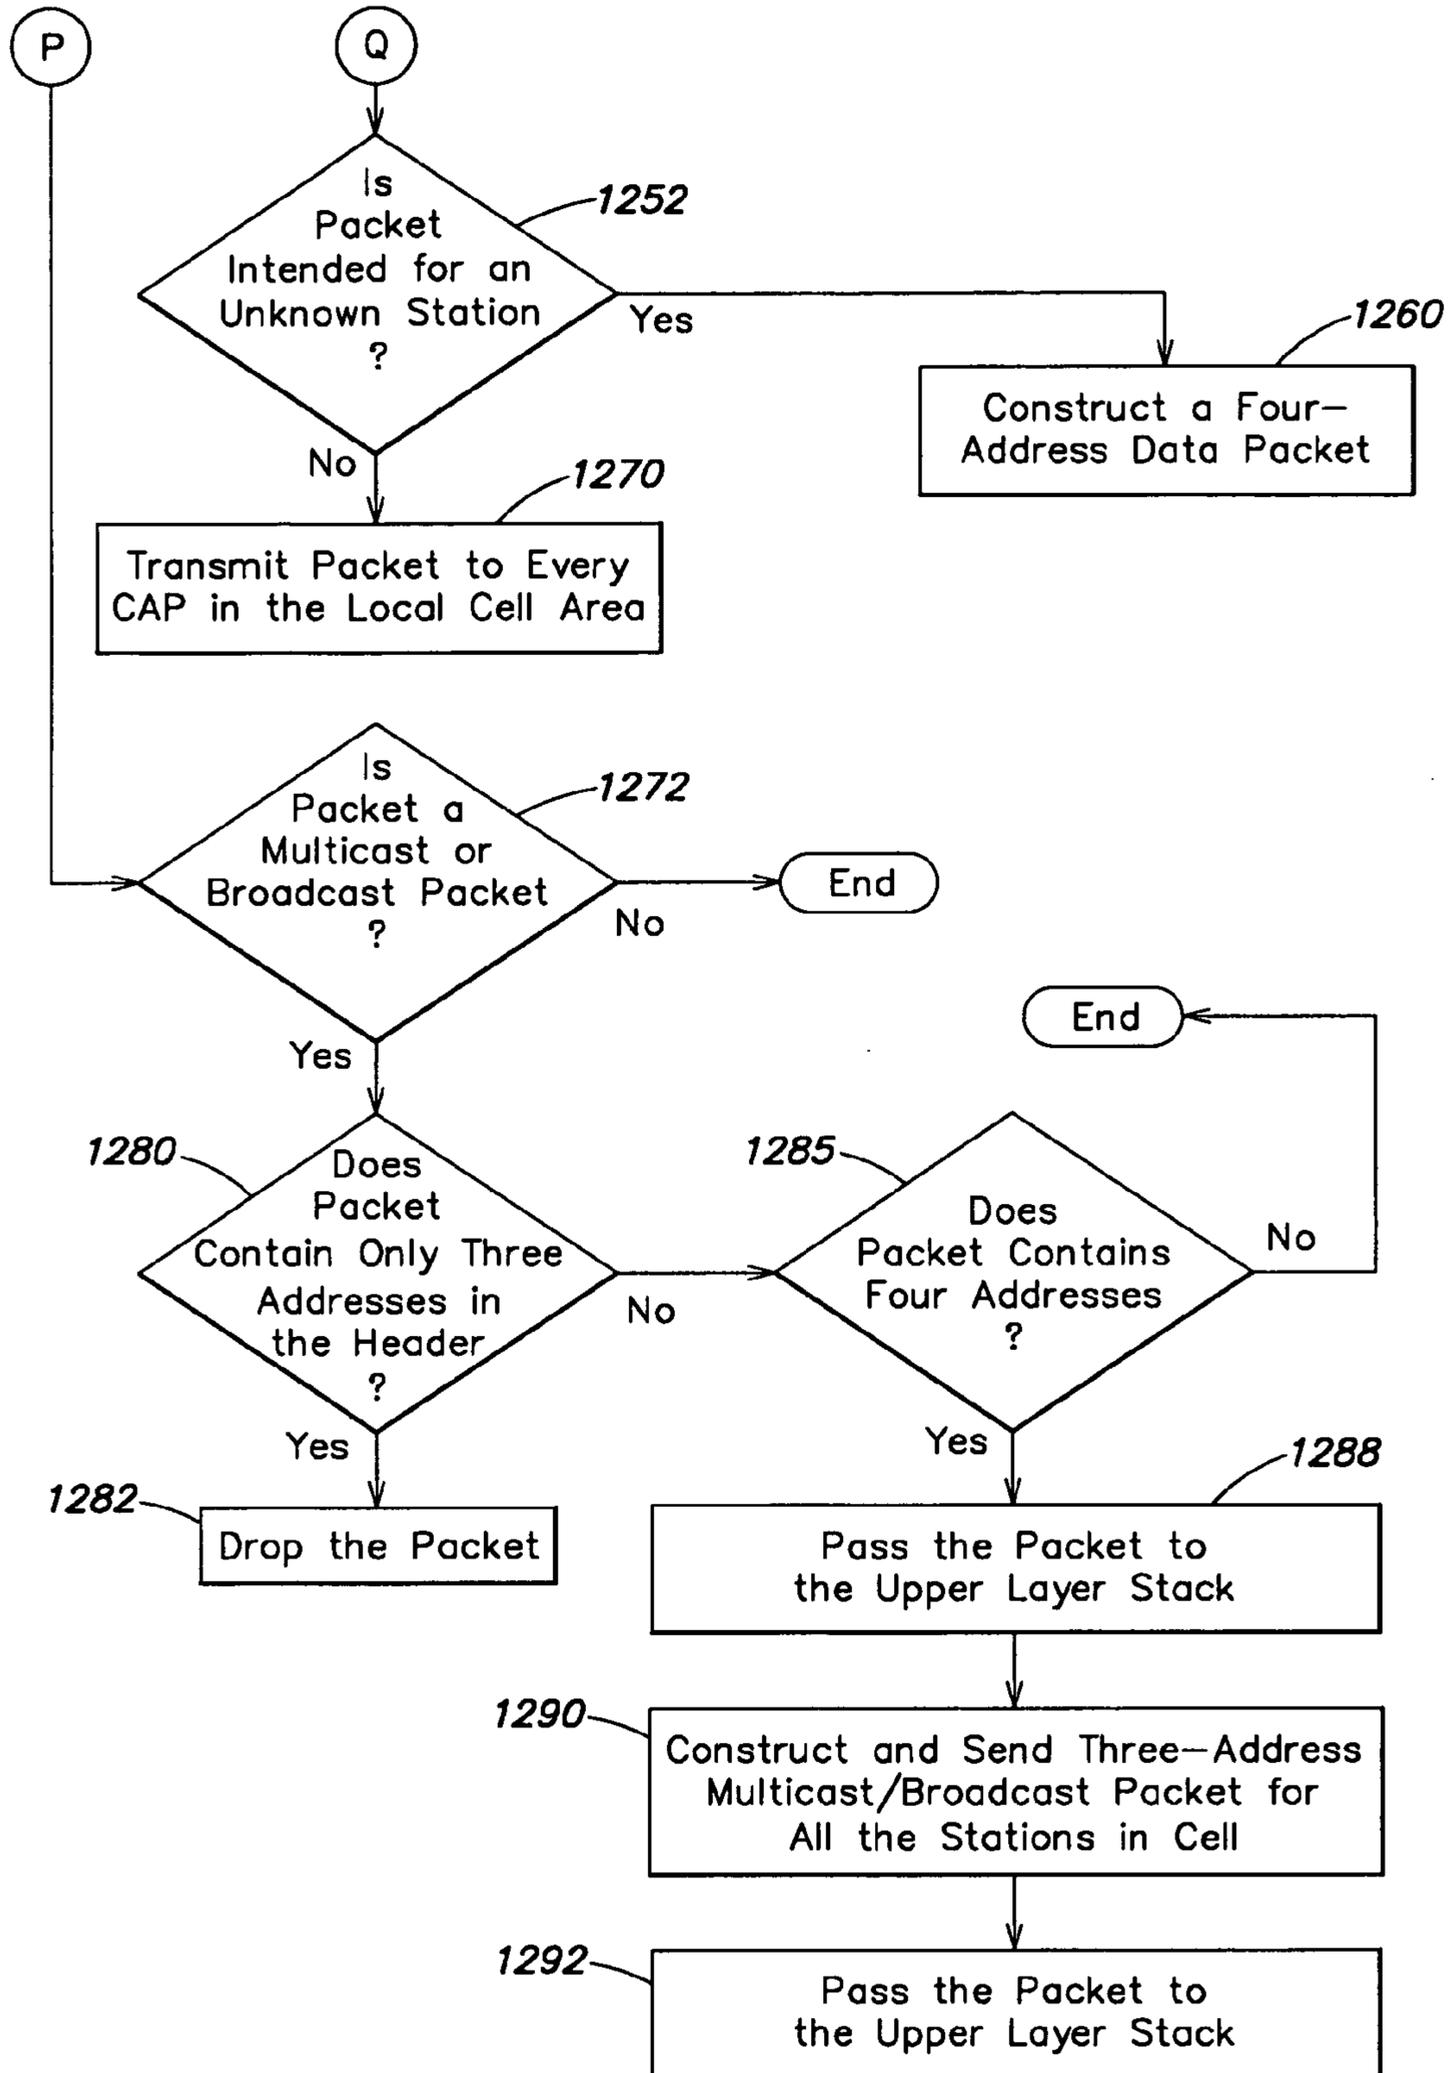 P
Q
Is
Packet
Intended for an
Unknown Station
?
1252
Yes
1260
Construct a Four-
Address Data Packet
No
1270
Transmit Packet to Every
CAP in the Local Cell Area
Is
Packet a
Multicast or
Broadcast Packet
?
1272
No
End
Yes
End
1280
Does
Packet
Contain Only Three
Addresses in
the Header
?
No
1285
Does
Packet Contains
Four Addresses
?
No
Yes
1282
Drop the Packet
Yes
1288
Pass the Packet to
the Upper Layer Stack
1290
Construct and Send Three-Address
Multicast/Broadcast Packet for
All the Stations in Cell
1292
Pass the Packet to
the Upper Layer Stack